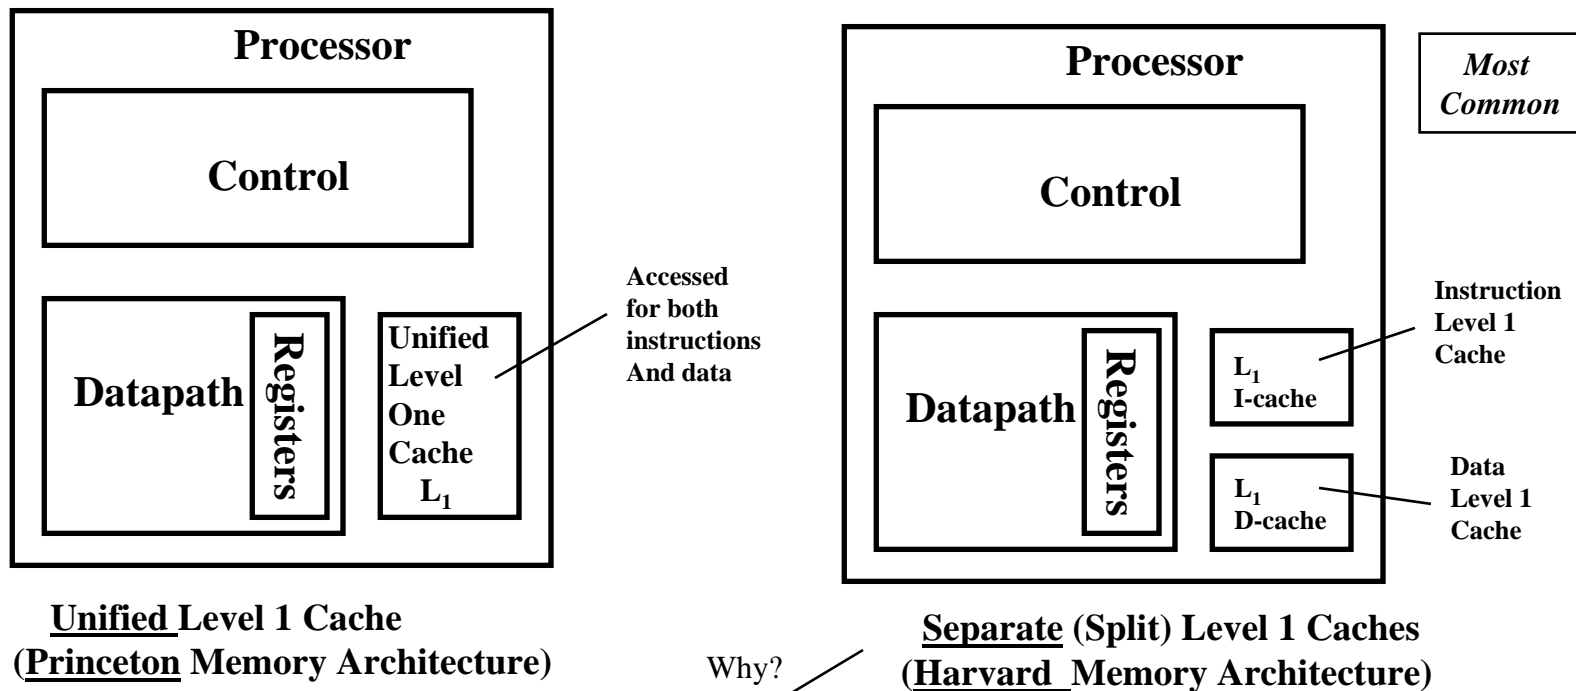 Processor
Control
Datapath
Registers
Unified
Level
One
Cache
L1
Accessed
for both
instructions
And data
Unified Level 1 Cache
(Princeton Memory Architecture)
Processor
Most
Common
Control
Datapath
Registers
L1
I-cache
L1
D-cache
Instruction
Level 1
Cache
Data
Level 1
Cache
Why?
Separate (Split) Level 1 Caches
(Harvard Memory Architecture)